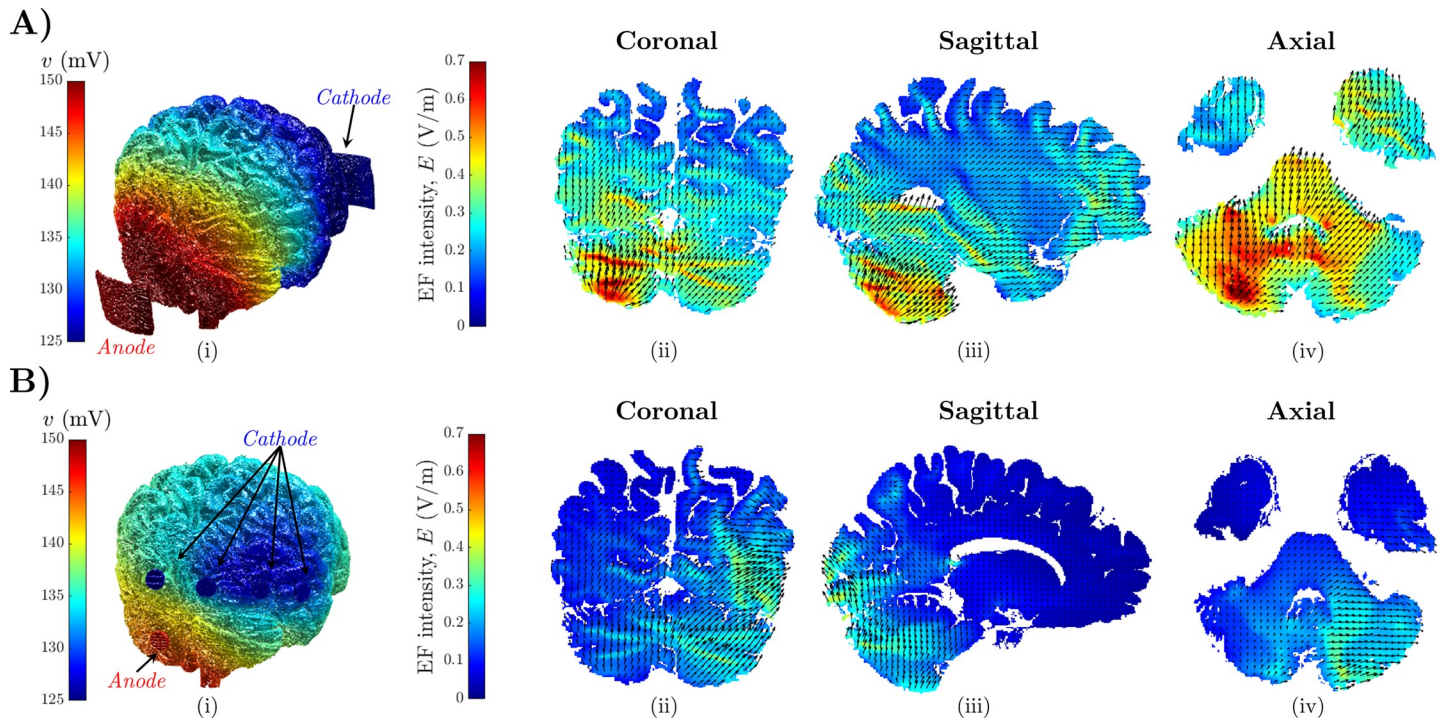 A)
Coronal Sagittal Axial
v (mV)
150
145
140
135
130
125
Cathode
Anode
EF intensity, E (V/m)
0.7
0.6
0.5
0.4
0.3
0.2
0.1
0
(i) (ii) (iii) (iv)
B)
Coronal Sagittal Axial
v (mV)
150
145
140
135
130
125
Cathode
Anode
EF intensity, E (V/m)
0.7
0.6
0.5
0.4
0.3
0.2
0.1
0
(i) (ii) (iii) (iv)